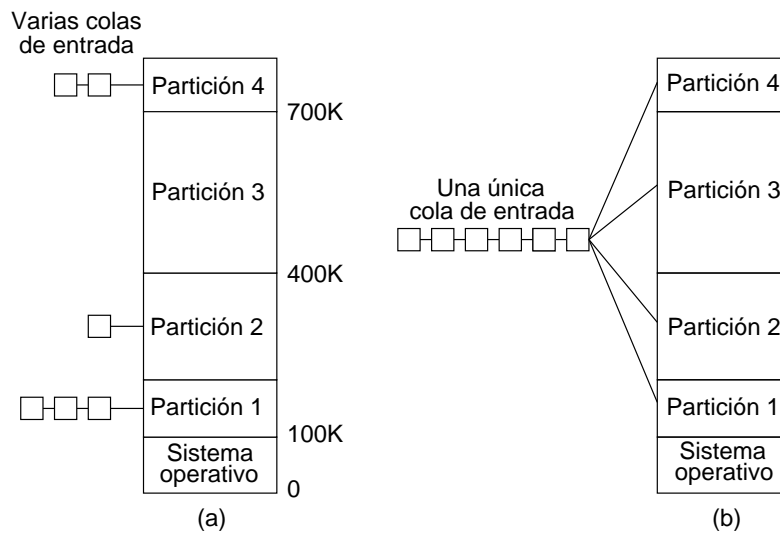 Varias colas
de entrada
Partición 4
700K
Partición 3
400K
Partición 2
Partición 1
100K
Sistema
operativo
0
(a)
Una única
cola de entrada
Partición 4
Partición 3
Partición 2
Partición 1
Sistema
operativo
(b)